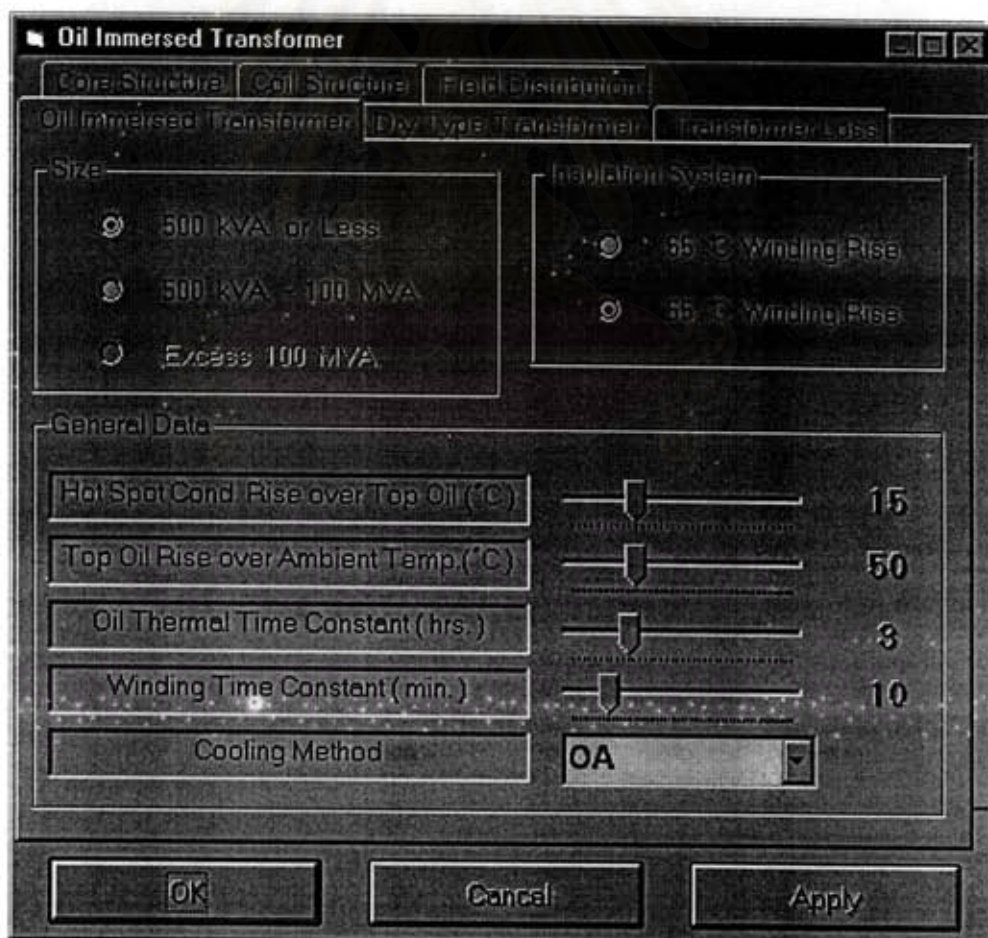 Oil Immersed Transformer
Core Structure Coil Structure Field Distribution
Oil Immersed Transformer Dry Type Transformer Transformer Loss
Size
500 kVA. or Less
500 kVA. - 100 MVA.
Excess 100 MVA.
Insulation System
°C Winding Rise
65 °C Winding Rise
General Data
Hot Spot Cond. Rise over Top Oil (°C) 15
Top Oil Rise over Ambient Temp.(°C) 50
Oil Thermal Time Constant ( hrs. ) 3
Winding Time Constant ( min. ) 10
Cooling Method OA
OK Cancel Apply